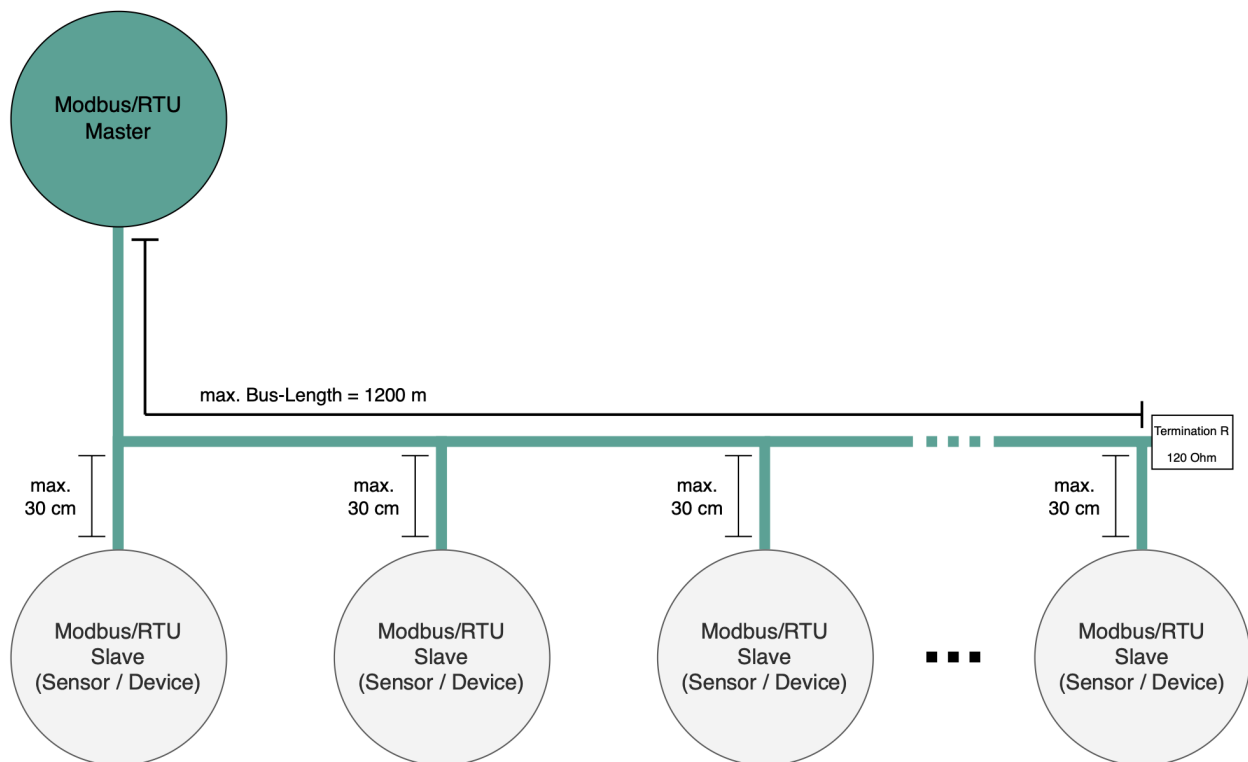 Modbus/RTU
Master
max. Bus-Length = 1200 m
Termination R
120 Ohm
max.
30 cm
max.
30 cm
max.
30 cm
max.
30 cm
Modbus/RTU
Slave
(Sensor / Device)
Modbus/RTU
Slave
(Sensor / Device)
Modbus/RTU
Slave
(Sensor / Device)
Modbus/RTU
Slave
(Sensor / Device)